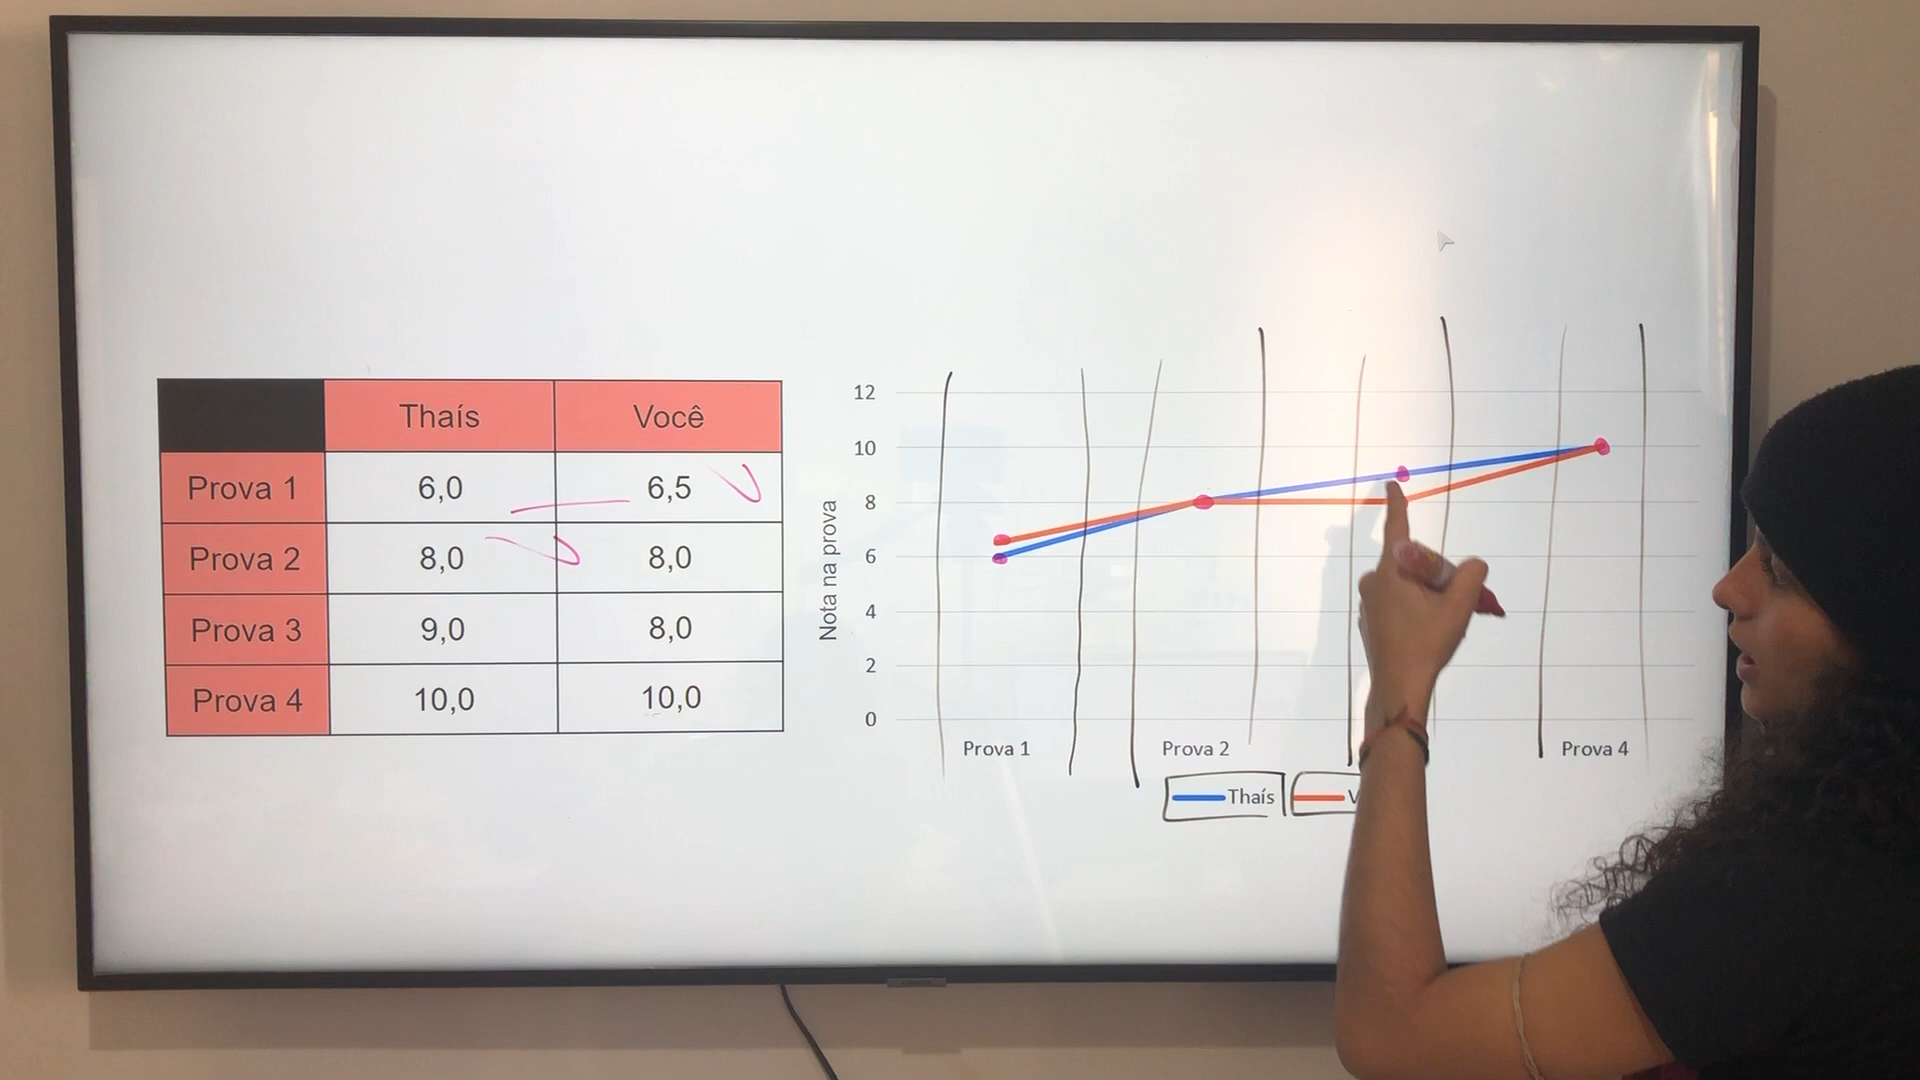 Thaís Você
Prova 1 6,0 6,5
Prova 2 8,0 8,0
Prova 3 9,0 8,0
Prova 4 10,0 10,0
Nota na prova
12
10
8
6
4
2
0
Prova 1 Prova 2 Prova 4
Thaís V